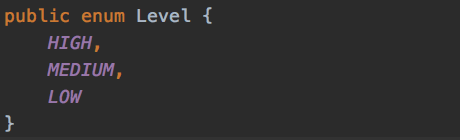 public enum Level {
    HIGH,
    MEDIUM,
    LOW
}